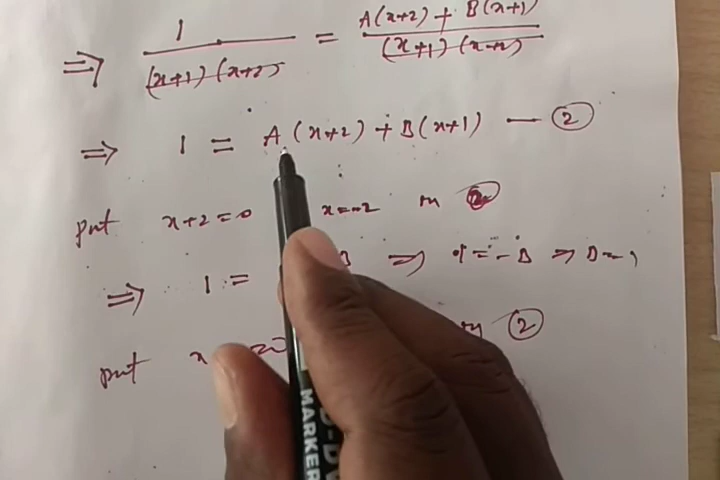 ⇒ 1/((x+1)(x+2)) = (A(x+2) + B(x+1))/((x+1)(x+2))
⇒ 1 = A(x+2) + B(x+1) — ②
put x+2=0 x=-2 in ②
⇒ 1 = B ⇒ 1 = -B ⇒ B=-1
put x =0 in ②
MARKER